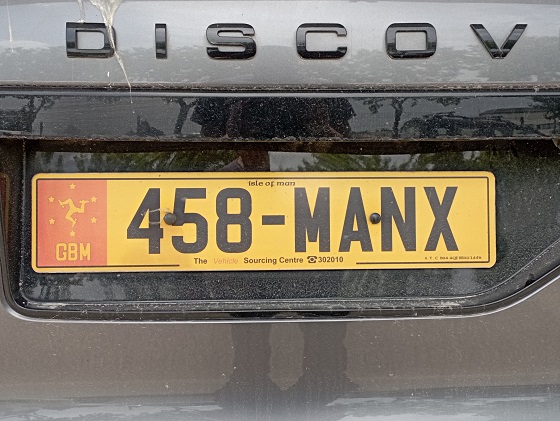 DISCOV
isle of man
GBM
458-MANX
The Vehicle Sourcing Centre ☎302010